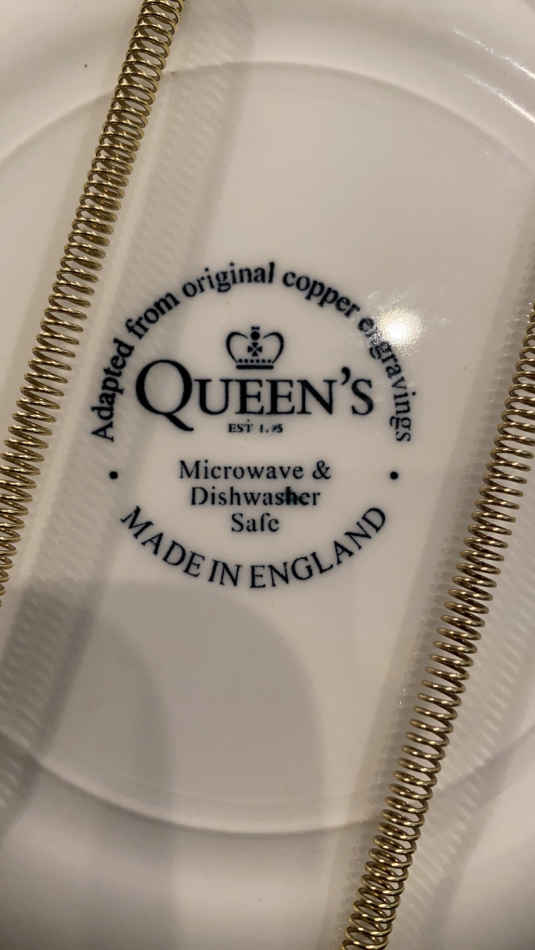 Adapted from original copper engravings
QUEEN'S
EST
Microwave &
Dishwasher
Safe
MADE IN ENGLAND